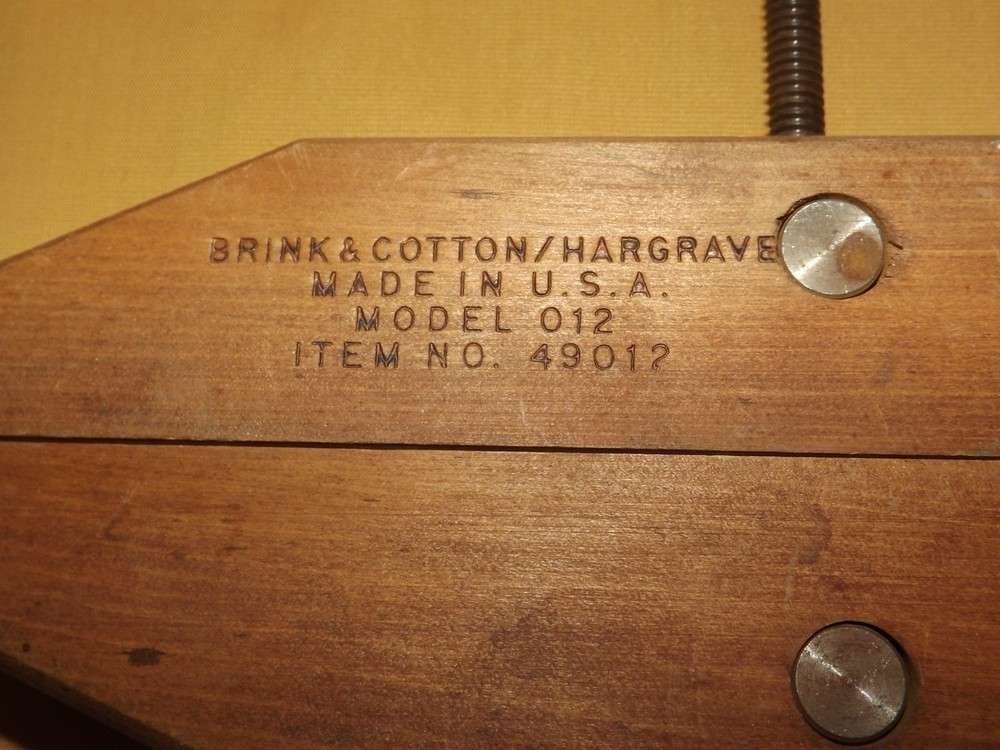 BRINK & COTTON/HARGRAVE
MADE IN U.S.A.
MODEL 012
ITEM NO. 49012